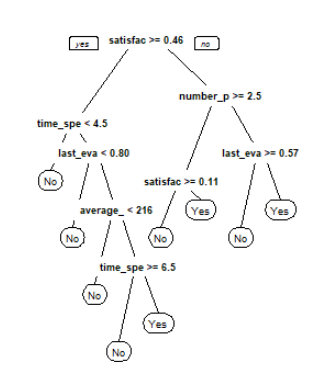 yes satisfac >= 0.46 no
number_p >= 2.5
time_spe < 4.5
last_eva < 0.80 last_eva >= 0.57
No satisfac >= 0.11
average_ < 216 Yes Yes
No No No
time_spe >= 6.5
No
Yes
No